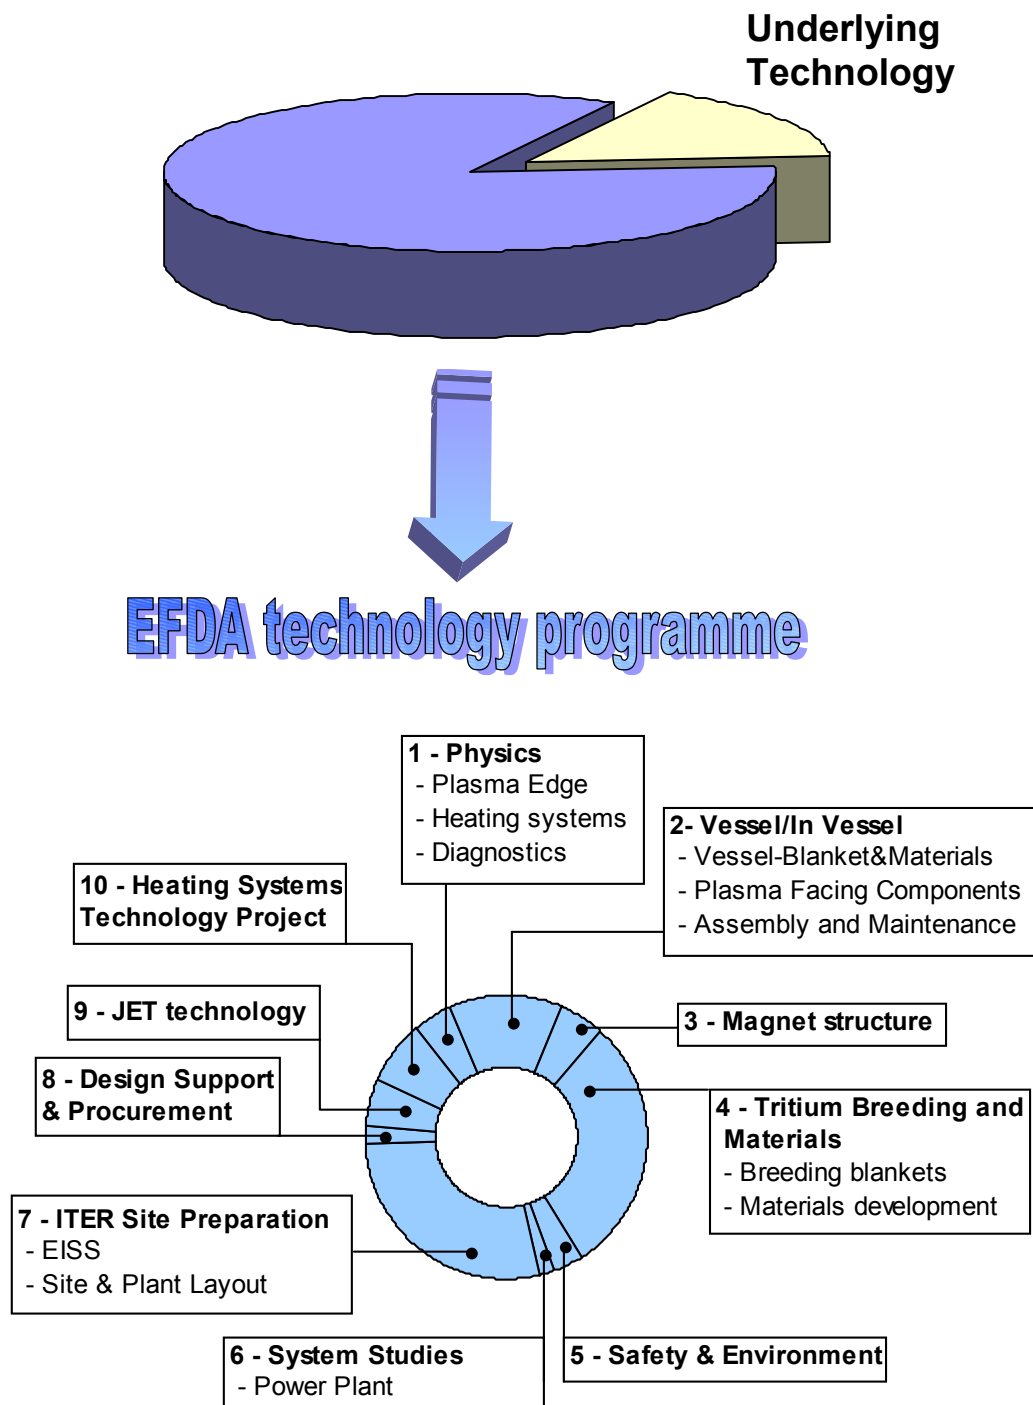 Underlying
Technology
EFDA technology programme
1 - Physics
- Plasma Edge
- Heating systems
- Diagnostics
2- Vessel/In Vessel
- Vessel-Blanket&Materials
- Plasma Facing Components
- Assembly and Maintenance
10 - Heating Systems
Technology Project
9 - JET technology
3 - Magnet structure
8 - Design Support
& Procurement
4 - Tritium Breeding and
Materials
- Breeding blankets
- Materials development
7 - ITER Site Preparation
- EISS
- Site & Plant Layout
6 - System Studies
- Power Plant
5 - Safety & Environment